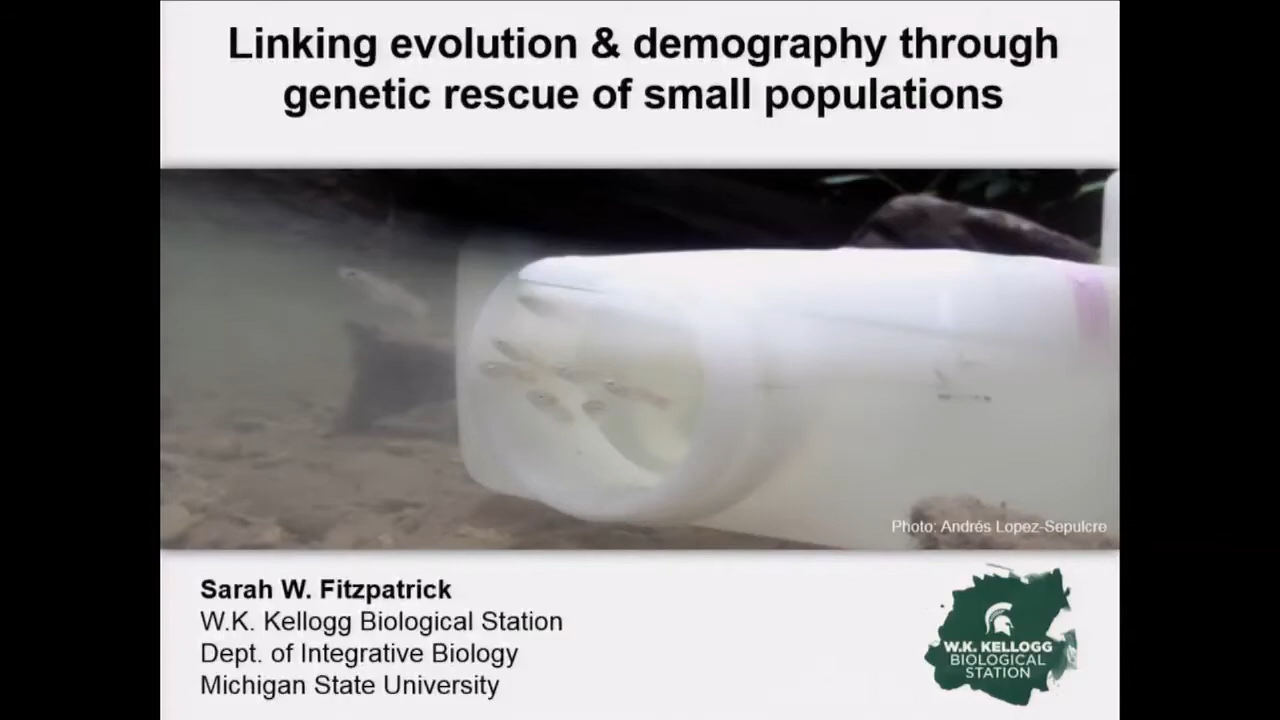 Linking evolution & demography through
genetic rescue of small populations
Photo: Andrés Lopez-Sepulcre
Sarah W. Fitzpatrick
W.K. Kellogg Biological Station
Dept. of Integrative Biology
Michigan State University
W.K. KELLOGG
BIOLOGICAL
STATION